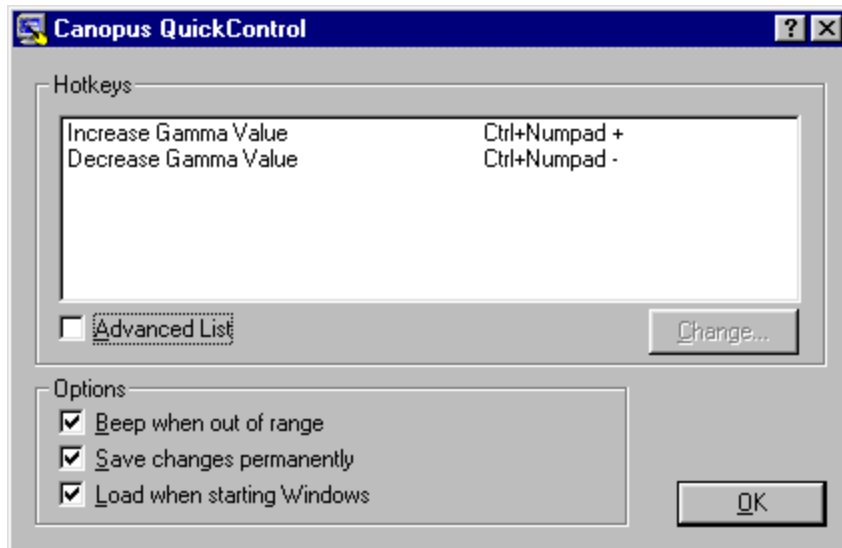 Canopus QuickControl
Hotkeys
Increase Gamma Value Ctrl+Numpad +
Decrease Gamma Value Ctrl+Numpad -
Advanced List
Change...
Options
Beep when out of range
Save changes permanently
Load when starting Windows
OK